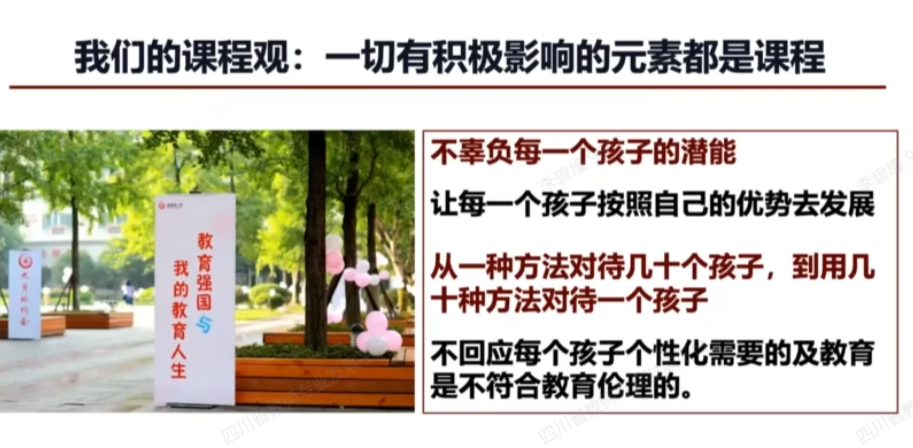 我们的课程观：一切有积极影响的元素都是课程
教育强国与
我的教育人生
不辜负每一个孩子的潜能
让每一个孩子按照自己的优势去发展
从一种方法对待几十个孩子，到用几
十种方法对待一个孩子
不回应每个孩子个性化需要的及教育
是不符合教育伦理的。